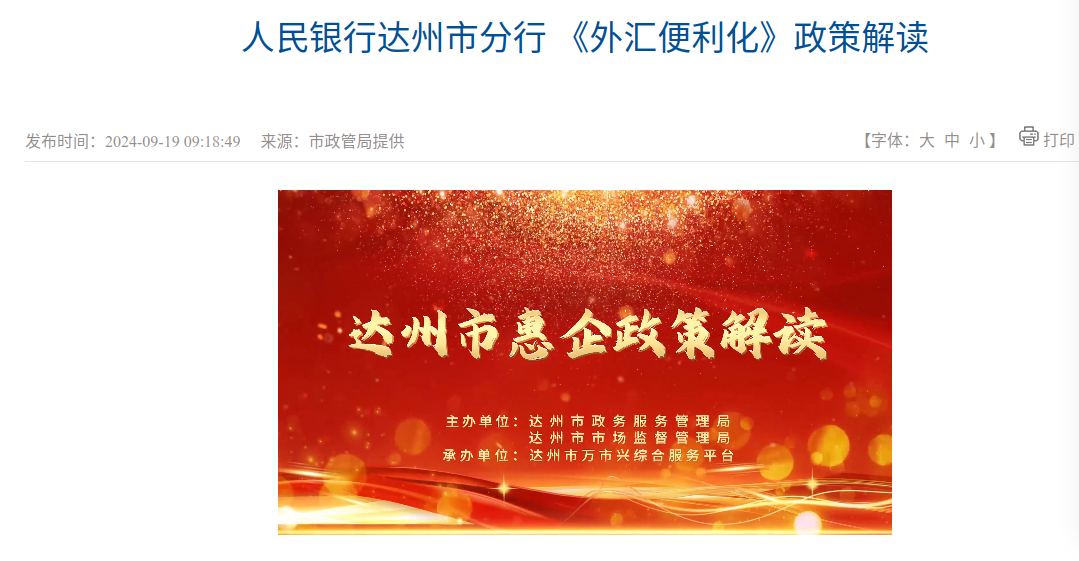 人民银行达州市分行 《外汇便利化》政策解读
发布时间：2024-09-19 09:18:49 来源：市政管局提供 【字体：大 中 小 】 打印
达州市惠企政策解读
主办单位：达州市政务服务管理局
达州市市场监督管理局
承办单位：达州市万市兴综合服务平台